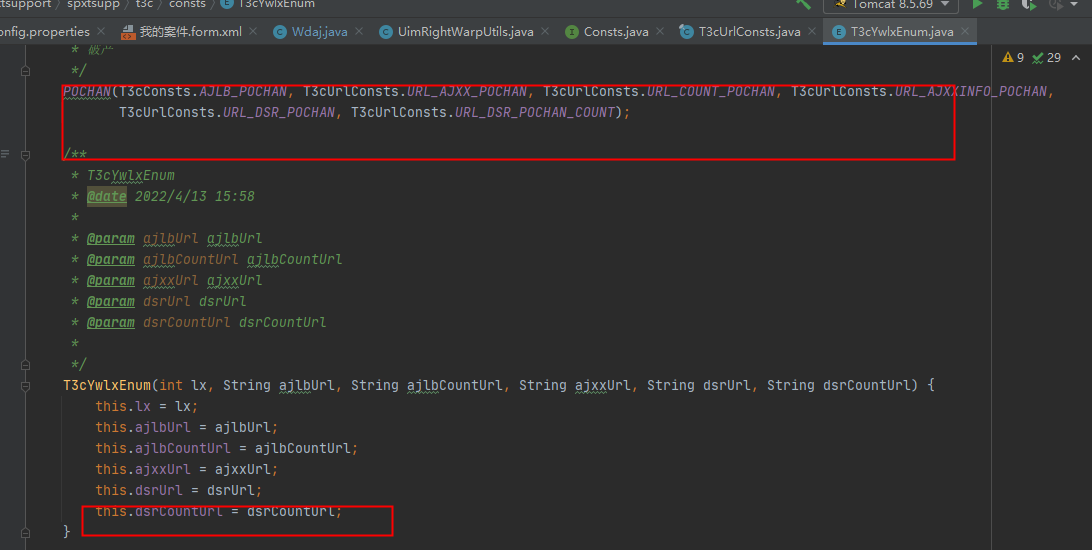 tsupport
spxtsupp
t3c
consts
T3cYwlxEnum
Tomcat 8.5.69
onfig.properties
我的案件.form.xml
Wdaj.java
UimRightWarpUtils.java
Consts.java
T3cUrlConsts.java
T3cYwlxEnum.java
* 破产
9
29
*/
POCHAN(T3cConsts.AJLB_POCHAN, T3cUrlConsts.URL_AJXX_POCHAN, T3cUrlConsts.URL_COUNT_POCHAN, T3cUrlConsts.URL_AJXXINFO_POCHAN,
T3cUrlConsts.URL_DSR_POCHAN, T3cUrlConsts.URL_DSR_POCHAN_COUNT);
/**
* T3cYwlxEnum
* @date 2022/4/13 15:58
*
* @param ajlbUrl ajlbUrl
* @param ajlbCountUrl ajlbCountUrl
* @param ajxxUrl ajxxUrl
* @param dsrUrl dsrUrl
* @param dsrCountUrl dsrCountUrl
*
*/
T3cYwlxEnum(int lx, String ajlbUrl, String ajlbCountUrl, String ajxxUrl, String dsrUrl, String dsrCountUrl) {
this.lx = lx;
this.ajlbUrl = ajlbUrl;
this.ajlbCountUrl = ajlbCountUrl;
this.ajxxUrl = ajxxUrl;
this.dsrUrl = dsrUrl;
this.dsrCountUrl = dsrCountUrl;
}